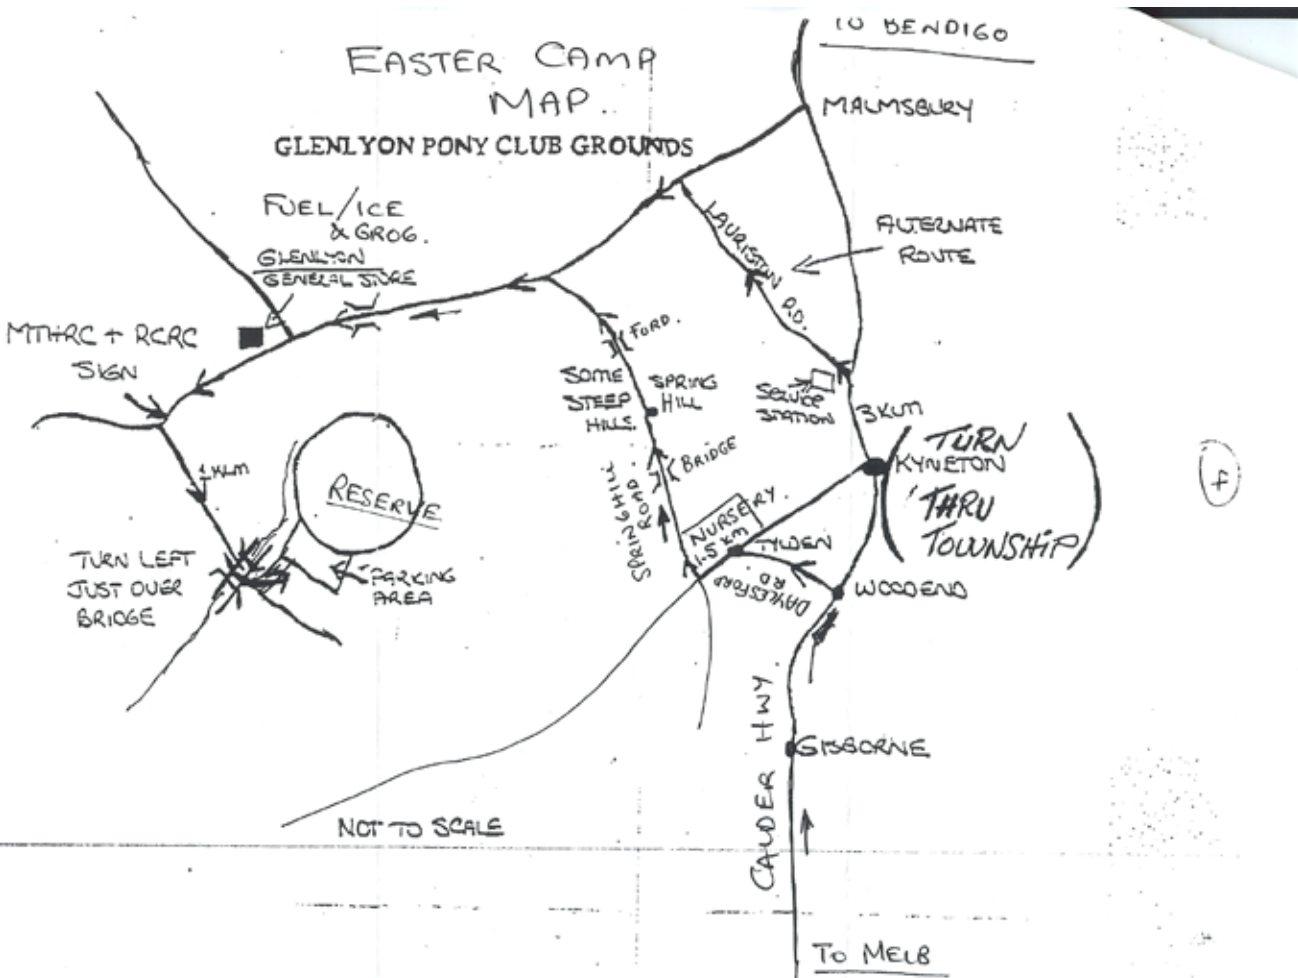 TO BENDIGO
EASTER CAMP
MAP.
GLENLYON PONY CLUB GROUNDS
MALMSBURY
FUEL/ICE
& GROG.
GLENLYON
GENERAL STORE
LAURISTON RD.
ALTERNATE
ROUTE
MTHRC + RCRC
SIGN
FORD.
SOME
STEEP
HILLS.
SPRING
HILL
SERVICE
STATION
3KLM
TURN
KYNETON
THRU
TOWNSHIP
BRIDGE
1KLM
RESERVE
SPRINGHILL
ROAD.
NURSERY.
1.5 KM
TYLDEN
DAYLESFORD
RD
WOODEND
TURN LEFT
JUST OVER
BRIDGE
PARKING
AREA
CALDER HWY.
GISBORNE
NOT TO SCALE
TO MELB